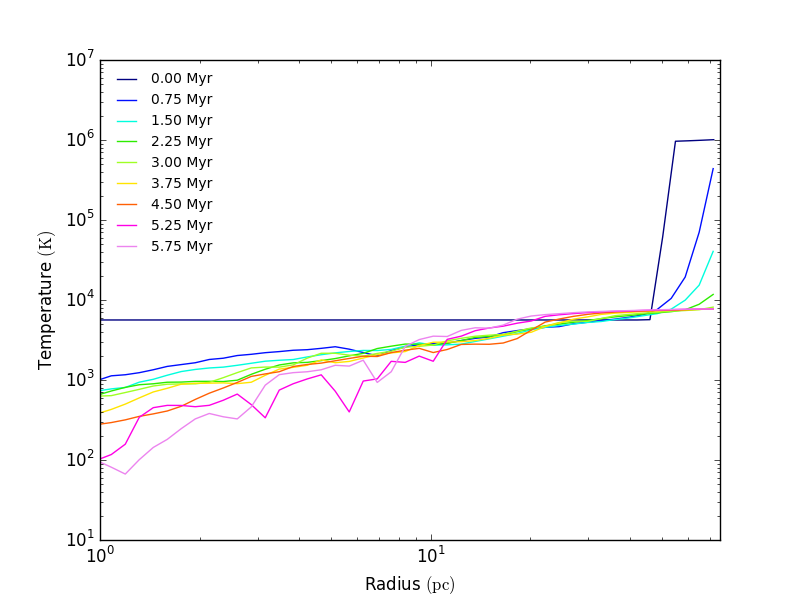 10^7
10^6
10^5
10^4
10^3
10^2
10^1
Temperature (K)
0.00 Myr
0.75 Myr
1.50 Myr
2.25 Myr
3.00 Myr
3.75 Myr
4.50 Myr
5.25 Myr
5.75 Myr
10^0
10^1
Radius (pc)